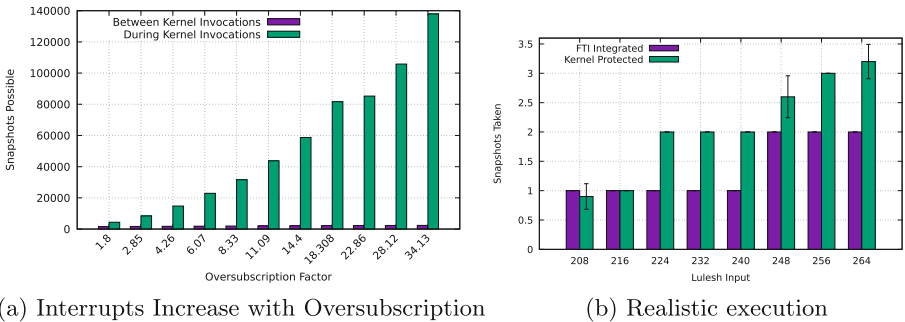 Between Kernel Invocations
During Kernel Invocations
Snapshots Possible
140000
120000
100000
80000
60000
40000
20000
0
1.8 2.85 4.26 6.07 8.33 11.09 14.4 18.308 22.86 28.12 34.13
Oversubscription Factor
(a) Interrupts Increase with Oversubscription
FTI Integrated
Kernel Protected
Snapshots Taken
3.5
3
2.5
2
1.5
1
0.5
0
208 216 224 232 240 248 256 264
Lulesh Input
(b) Realistic execution